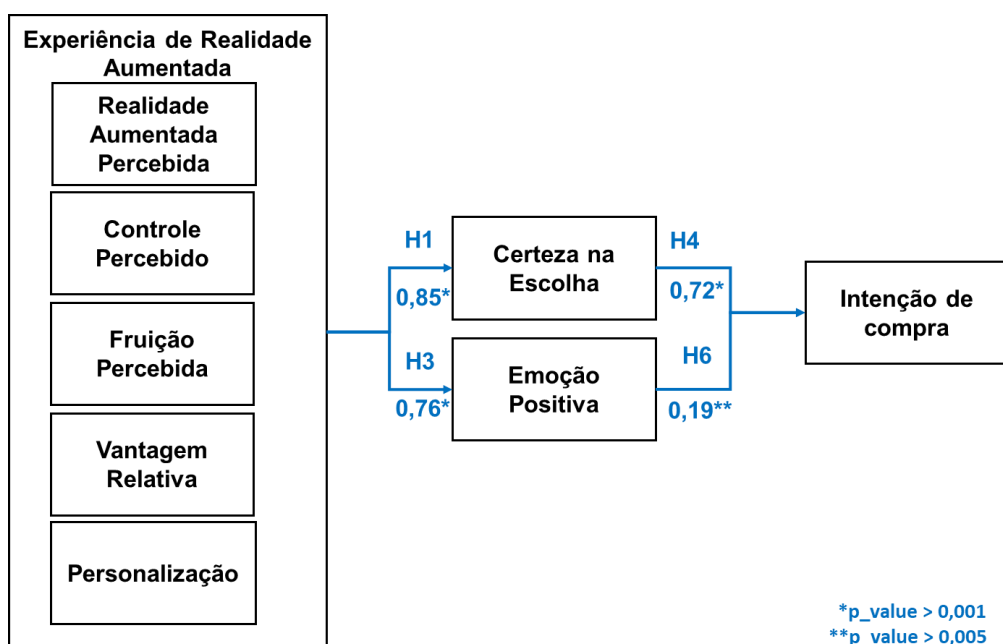 Experiência de Realidade
Aumentada
Realidade
Aumentada
Percebida
Controle
Percebido
Fruição
Percebida
Vantagem
Relativa
Personalização
H1
0,85*
H3
0,76*
Certeza na
Escolha
Emoção
Positiva
H4
0,72*
H6
0,19**
Intenção de
compra
*p_value > 0,001
**p_value > 0,005